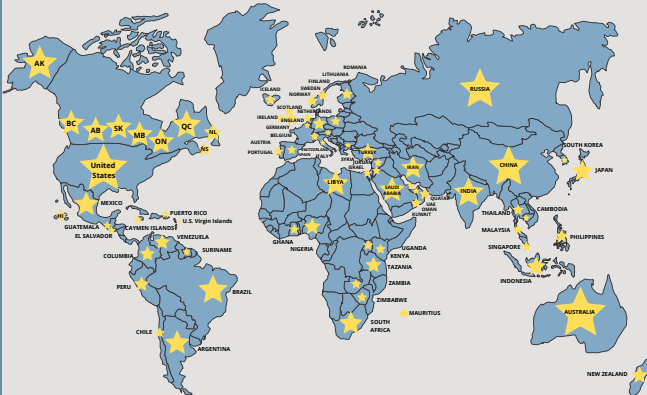 AK
BC
AB
SK
MB
ON
QC
NL
NS
United
States
HI
MEXICO
GUATEMALA
EL SALVADOR
PUERTO RICO
U.S. Virgin Islands
CAYMEN ISLANDS
VENEZUELA
SURINAME
COLUMBIA
PERU
BRAZIL
CHILE
ARGENTINA
ICELAND
ROMANIA
LITHUANIA
FINLAND
SWEDEN
NORWAY
SCOTLAND
NETHERLANDS
IRELAND
ENGLAND
GERMANY
BELGIUM
AUSTRIA
PORTUGAL
SPAIN
SWITZERLAND
ITALY
TURKEY
SYRIA
JORDAN
ISRAEL
LIBYA
IRAN
SAUDI
ARABIA
QUATAR
UAE
OMAN
KUWAIT
GHANA
NIGERIA
UGANDA
KENYA
TAZANIA
ZAMBIA
ZIMBABWE
MAURITIUS
SOUTH
AFRICA
RUSSIA
CHINA
INDIA
SOUTH KOREA
JAPAN
THAILAND
CAMBODIA
MALAYSIA
SINGAPORE
PHILIPPINES
INDONESIA
AUSTRALIA
NEW ZEALAND